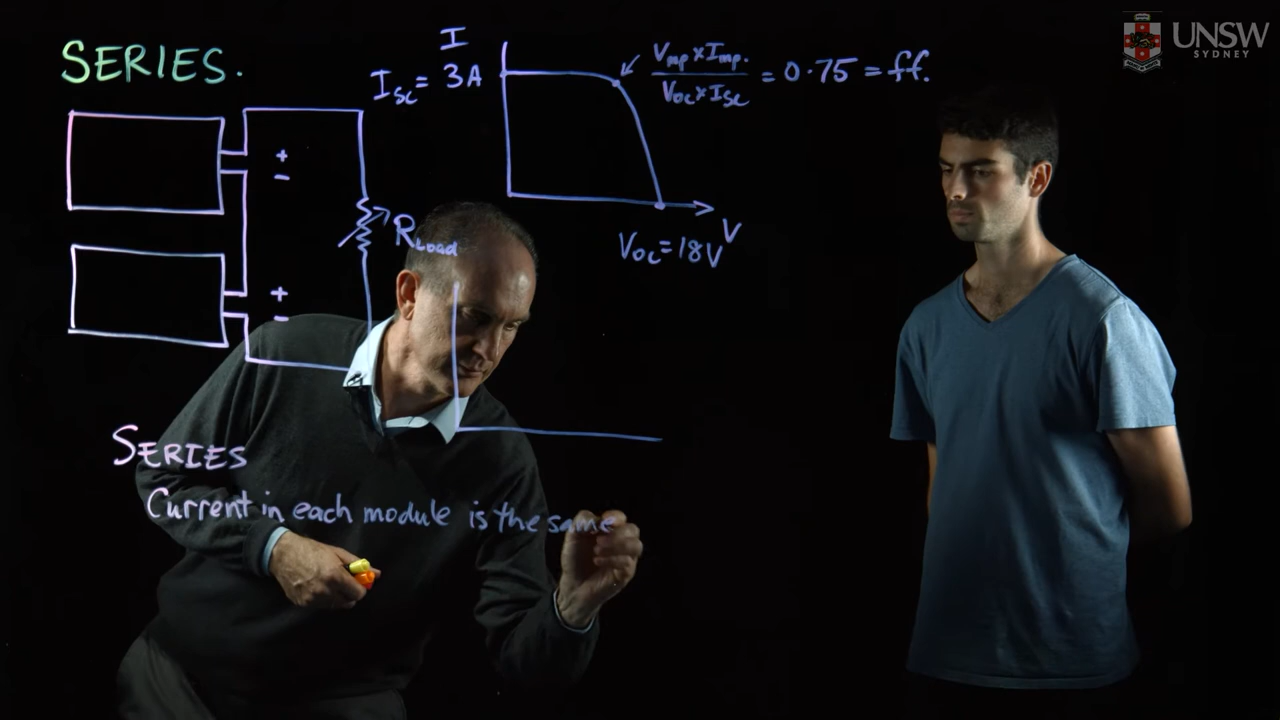 SERIES.
I
Isc = 3A
Vmp × Imp.
Voc × Isc
= 0.75 = ff.
+
-
RLoad
V
Voc = 18V
+
-
SERIES
Current in each module is the same
UNSW
SYDNEY